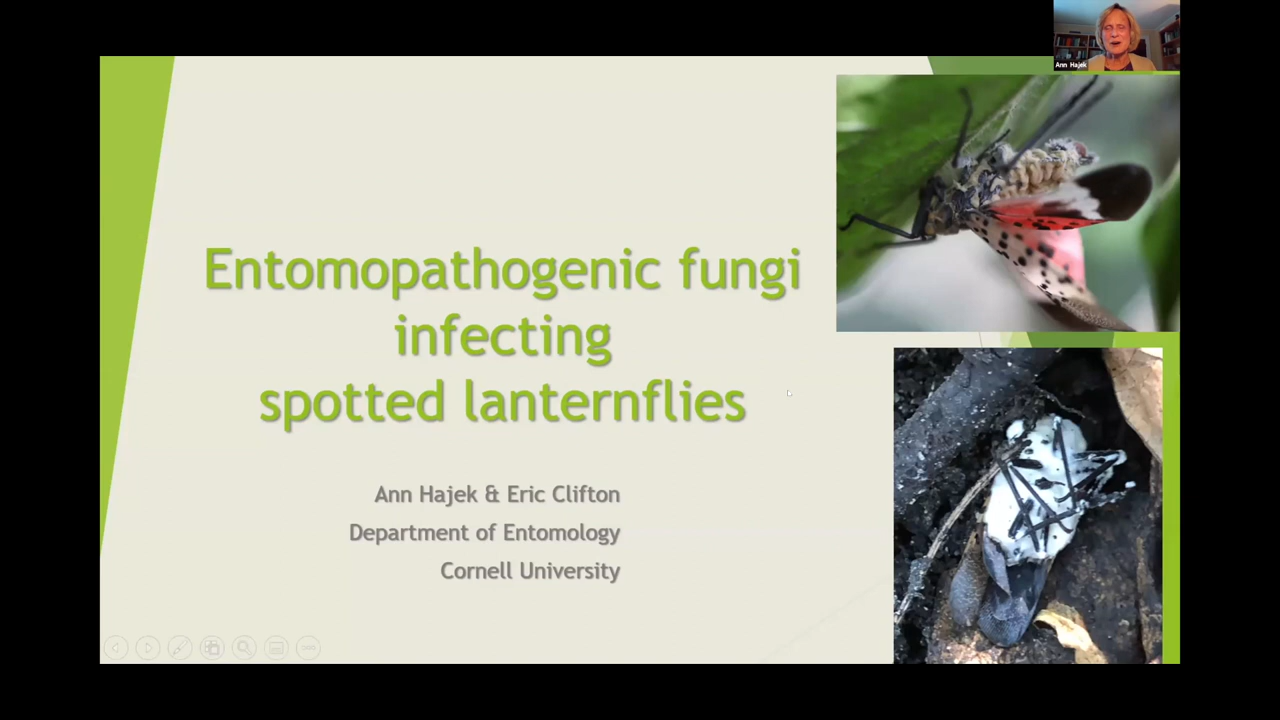 Ann Hajek
Entomopathogenic fungi
infecting
spotted lanternflies
Ann Hajek & Eric Clifton
Department of Entomology
Cornell University